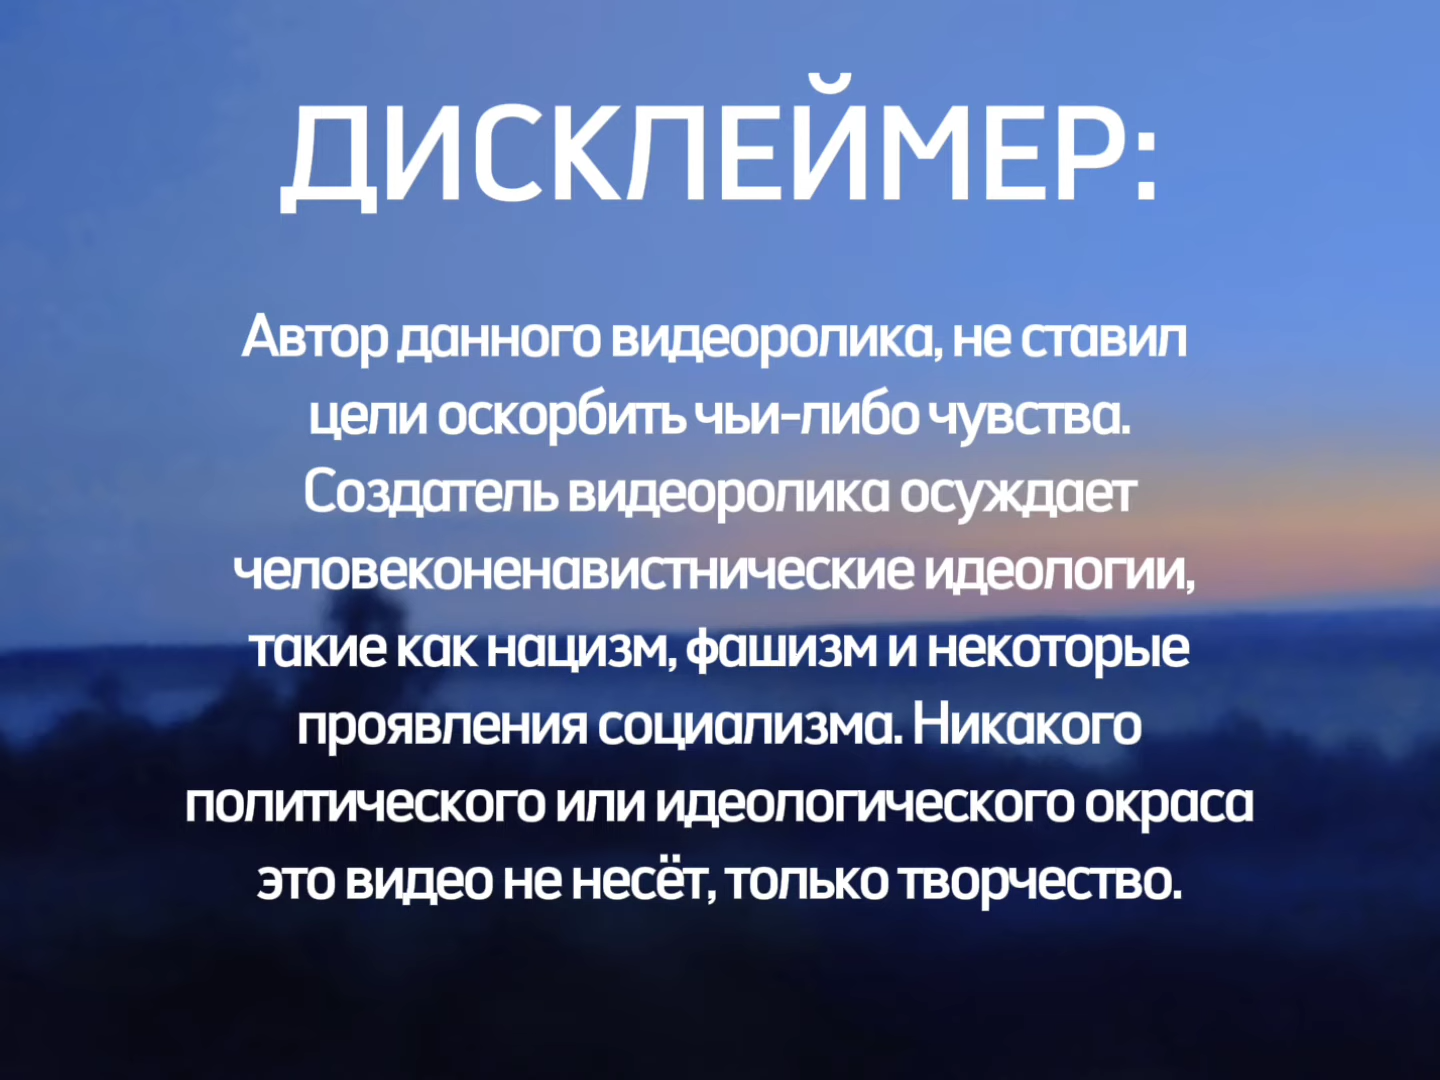 ДИСКЛЕЙМЕР:
Автор данного видеоролика, не ставил
цели оскорбить чьи-либо чувства.
Создатель видеоролика осуждает
человеконенавистнические идеологии,
такие как нацизм, фашизм и некоторые
проявления социализма. Никакого
политического или идеологического окраса
это видео не несёт, только творчество.